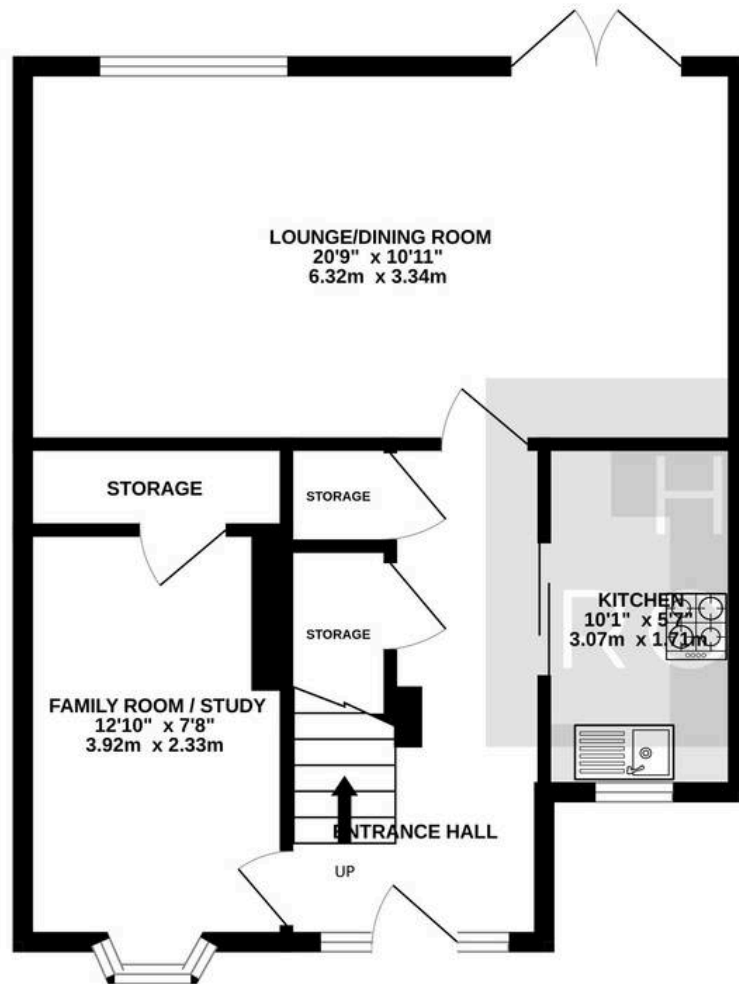 LOUNGE/DINING ROOM
20'9" x 10'11"
6.32m x 3.34m
STORAGE
STORAGE
STORAGE
KITCHEN
10'1" x 5'7"
3.07m x 1.71m
FAMILY ROOM / STUDY
12'10" x 7'8"
3.92m x 2.33m
ENTRANCE HALL
UP